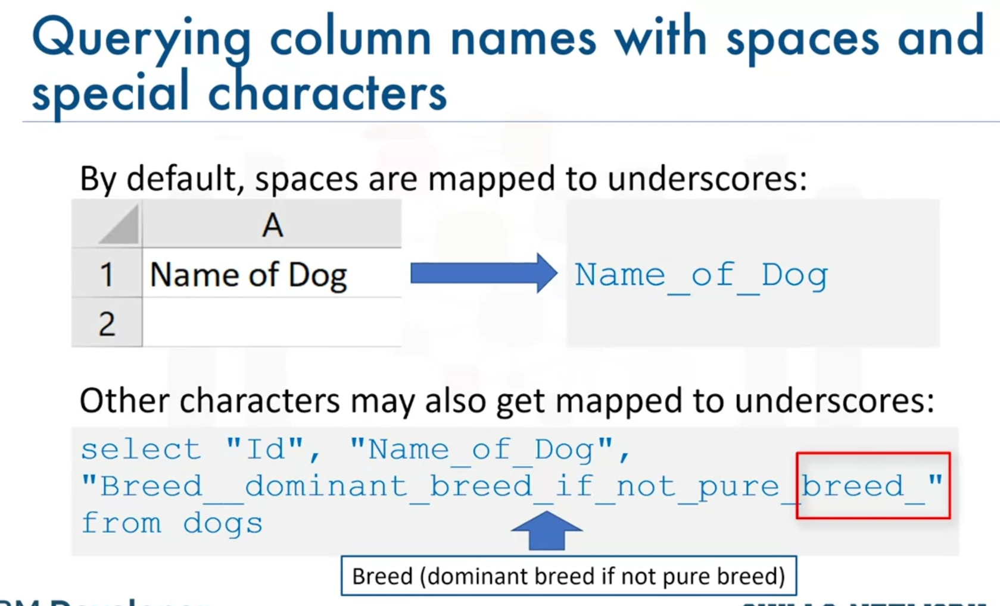 Querying column names with spaces and
special characters
By default, spaces are mapped to underscores:
A
1 Name of Dog
Name_of_Dog
2
Other characters may also get mapped to underscores:
select "Id", "Name_of_Dog",
"Breed__dominant_breed_if_not_pure_breed_"
from dogs
Breed (dominant breed if not pure breed)